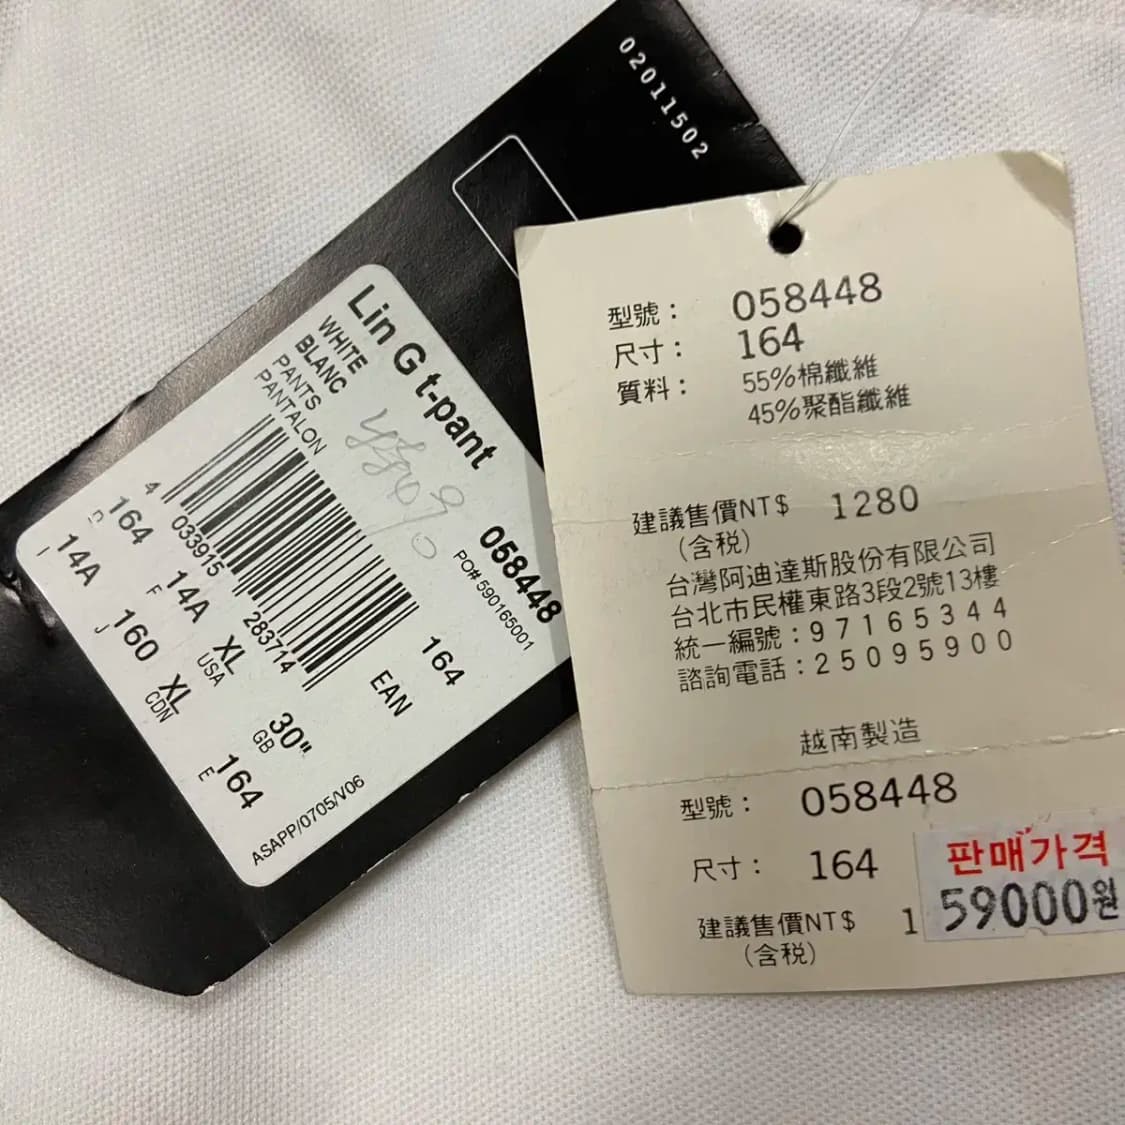 02011502
Lin G t-pant
WHITE
BLANC
PANTS
PANTALON
4 033915 283714
058448
PO# 590165001
164
EAN
D 164
F 14A
XL USA
30" GB
I 14A
J 160
XL CDN
E 164
ASAPP/0705/V06
型號: 058448
尺寸: 164
質料: 55%棉纖維
45%聚酯纖維
建議售價NT$ 1280
(含稅)
台灣阿迪達斯股份有限公司
台北市民權東路3段2號13樓
統一編號:97165344
諮詢電話:25095900
越南製造
型號: 058448
尺寸: 164
建議售價NT$ 1
(含稅)
판매가격
59000원